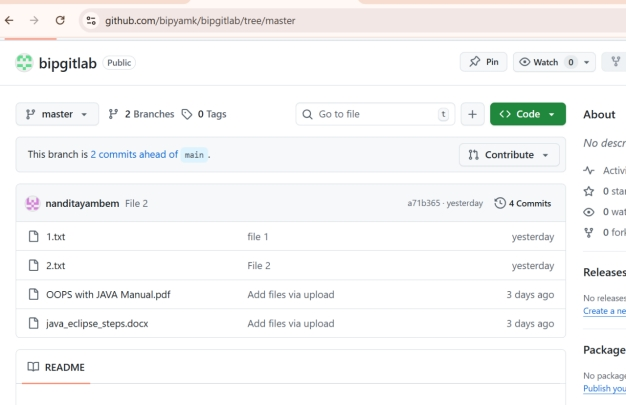 github.com/bipyamk/bipgitlab/tree/master
bipgitlab Public
Pin
Watch 0
master
2 Branches
0 Tags
Go to file t
Code
About
This branch is 2 commits ahead of main .
Contribute
No descr
nanditayambem File 2 a71b365 · yesterday 4 Commits
Activi
0 star
1.txt file 1 yesterday
0 wat
0 fork
2.txt File 2 yesterday
Releases
OOPS with JAVA Manual.pdf Add files via upload 3 days ago
No releases
Create a ne
java_eclipse_steps.docx Add files via upload 3 days ago
Package
README
No package
Publish you